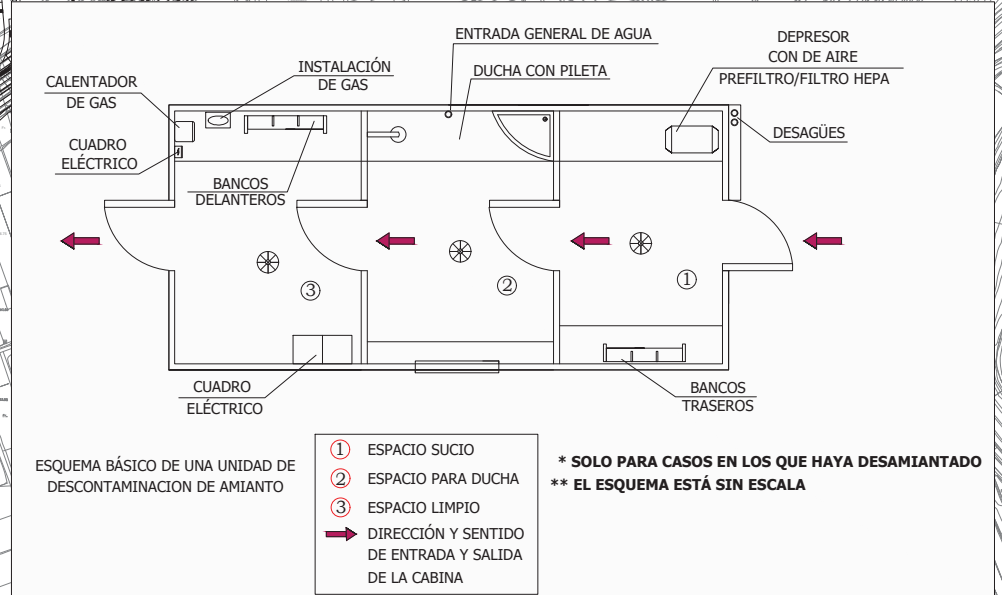 ENTRADA GENERAL DE AGUA
DEPRESOR
CON DE AIRE
PREFILTRO/FILTRO HEPA
INSTALACIÓN
DE GAS
DUCHA CON PILETA
CALENTADOR
DE GAS
DESAGÜES
CUADRO
ELÉCTRICO
BANCOS
DELANTEROS
3
2
1
CUADRO
ELÉCTRICO
BANCOS
TRASEROS
ESQUEMA BÁSICO DE UNA UNIDAD DE
DESCONTAMINACION DE AMIANTO
1 ESPACIO SUCIO
2 ESPACIO PARA DUCHA
3 ESPACIO LIMPIO
DIRECCIÓN Y SENTIDO
DE ENTRADA Y SALIDA
DE LA CABINA
* SOLO PARA CASOS EN LOS QUE HAYA DESAMIANTADO
** EL ESQUEMA ESTÁ SIN ESCALA